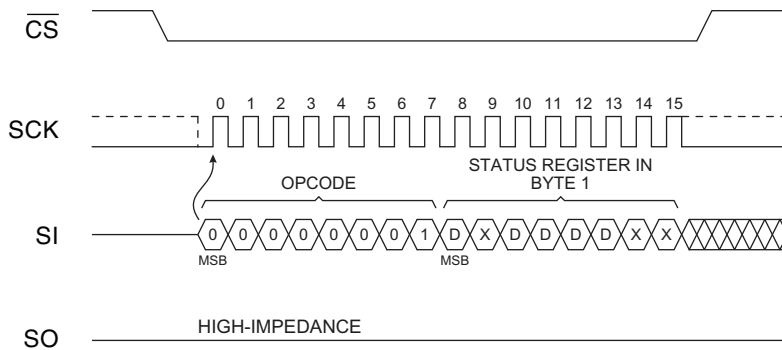 CS
0 1 2 3 4 5 6 7 8 9 10 11 12 13 14 15
SCK
STATUS REGISTER IN
OPCODE BYTE 1
SI 0 0 0 0 0 0 0 1 D X D D D D X X
MSB MSB
HIGH-IMPEDANCE
SO